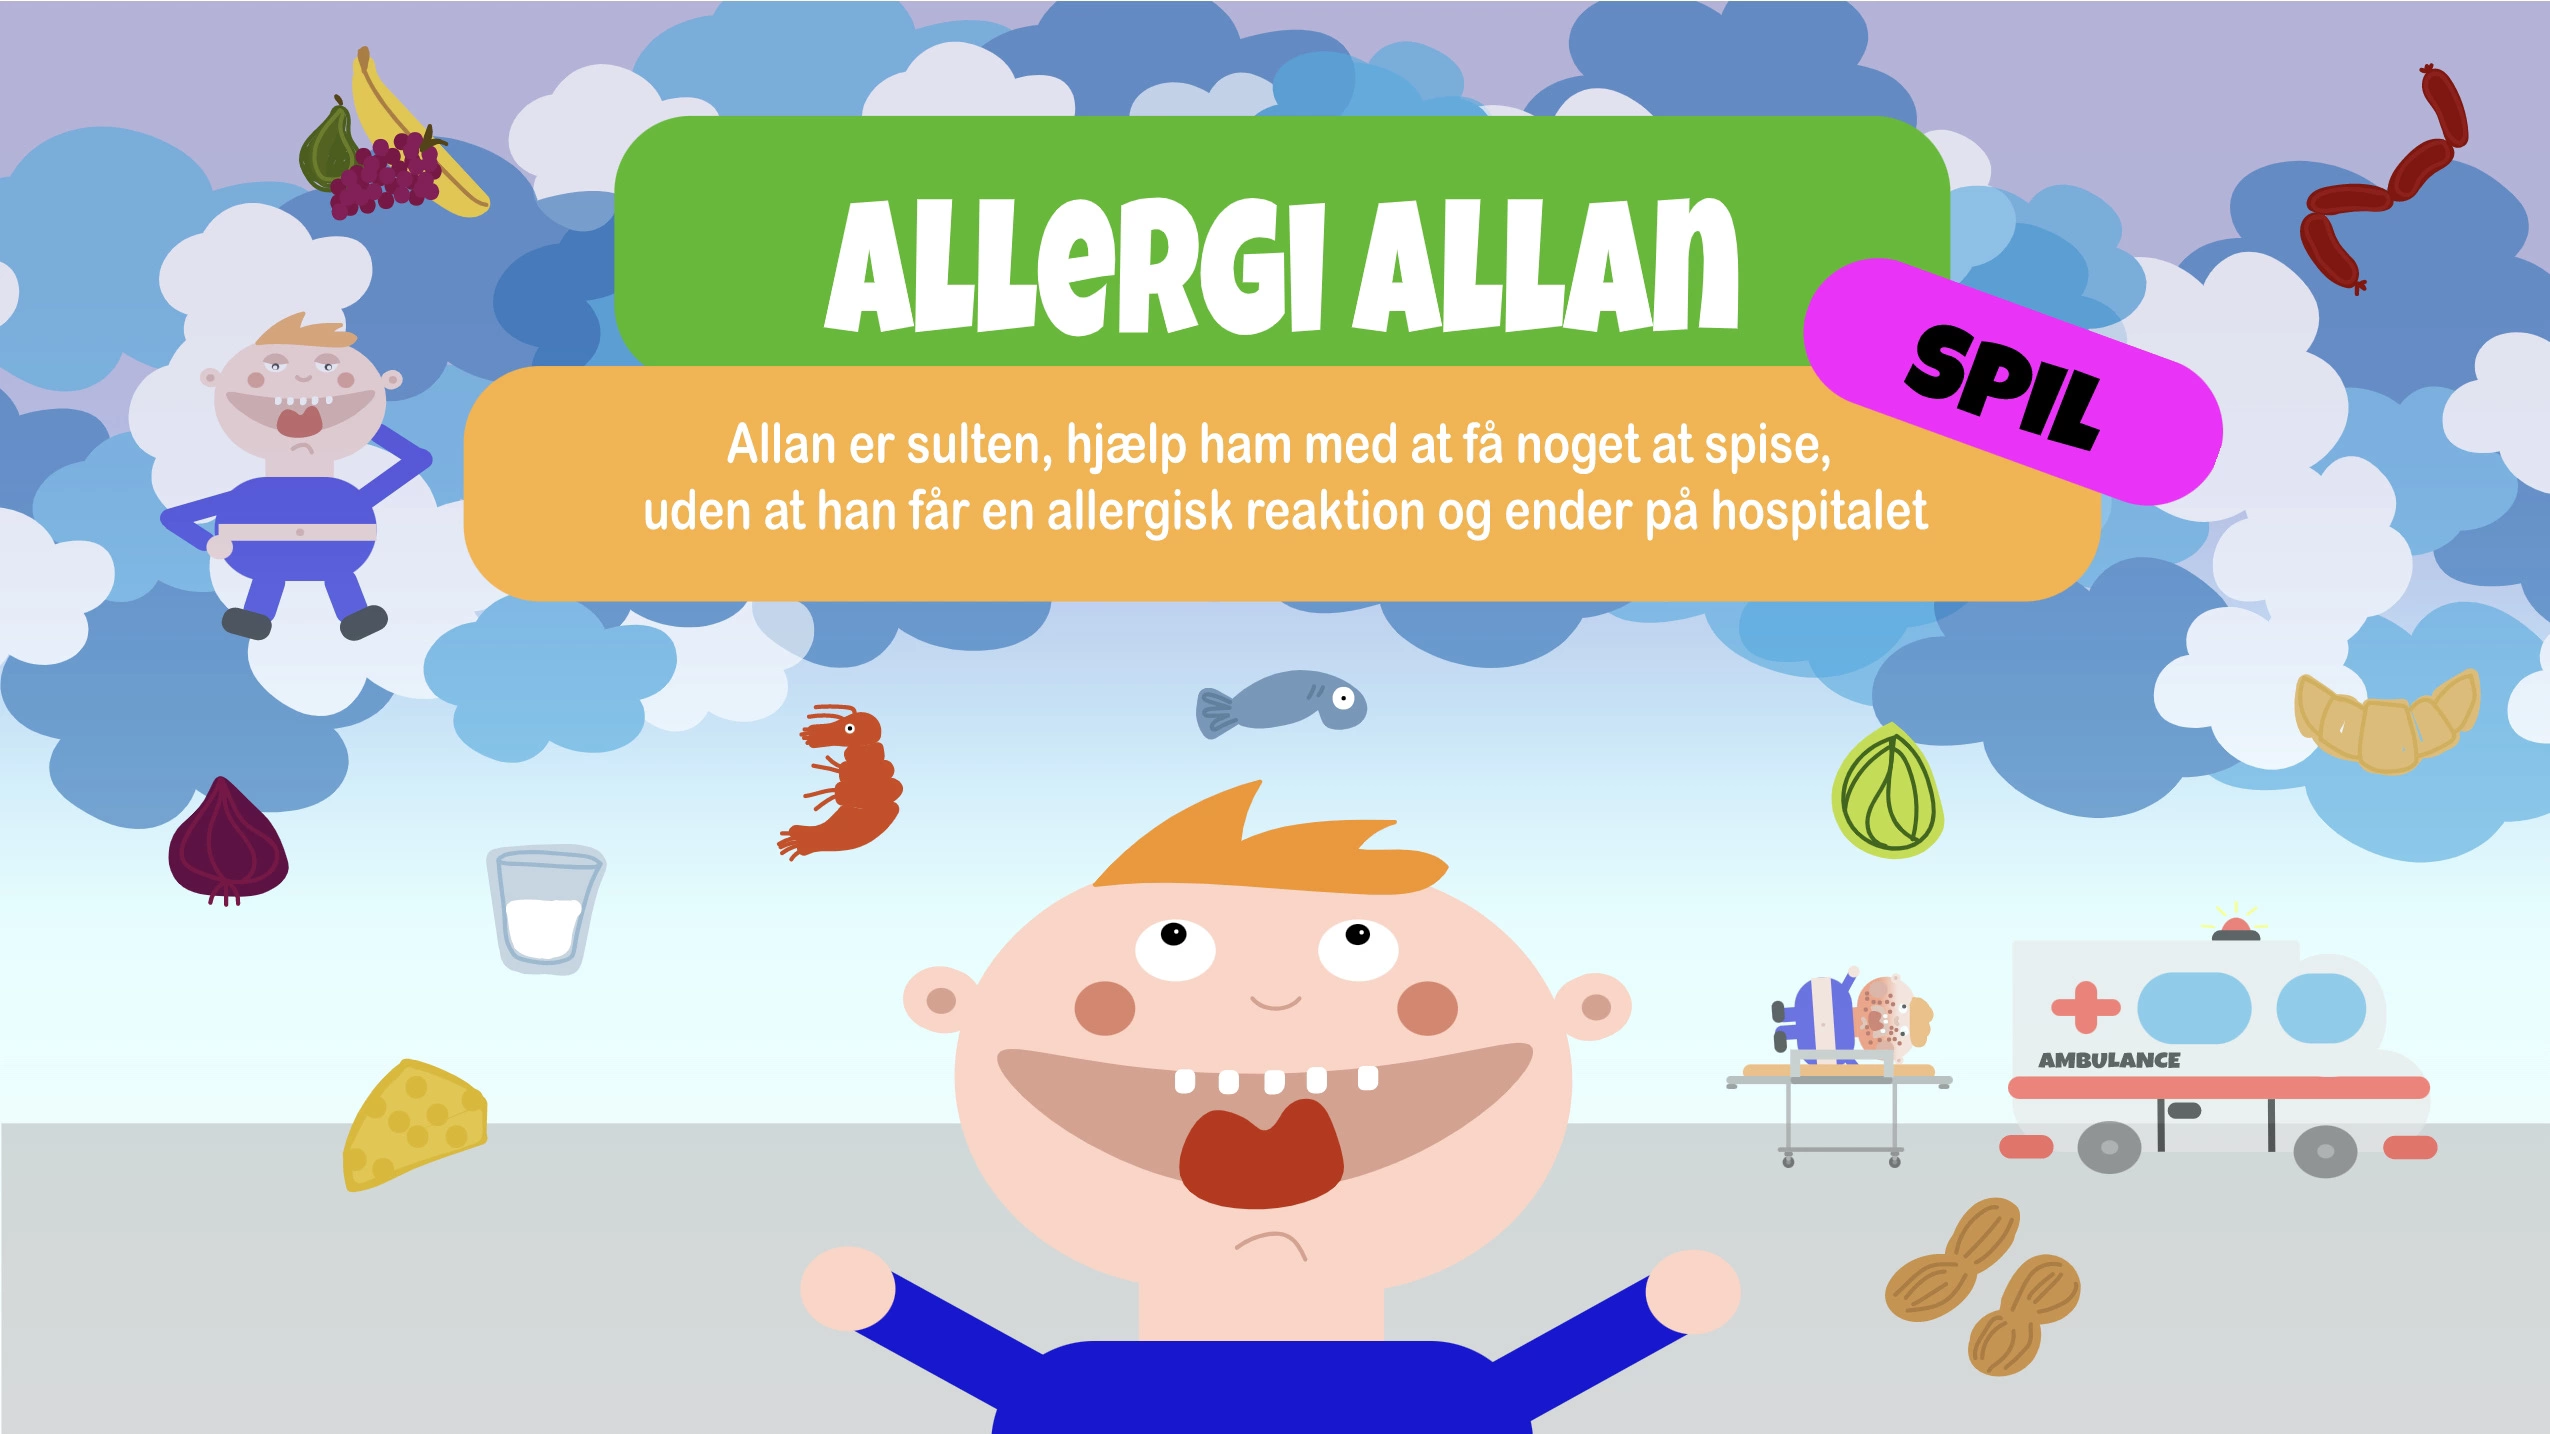 ALLERGI ALLAN
SPIL
Allan er sulten, hjælp ham med at få noget at spise,
uden at han får en allergisk reaktion og ender på hospitalet
AMBULANCE